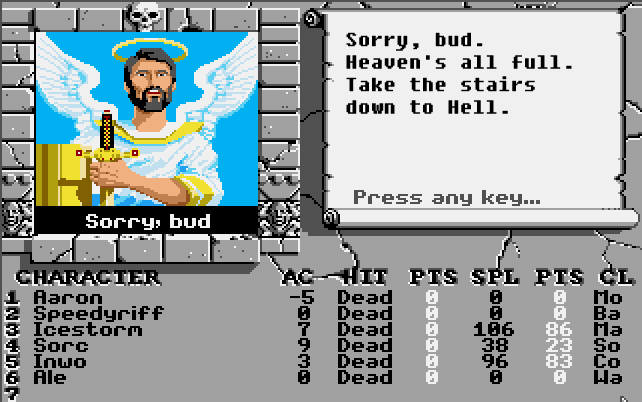 Sorry, bud.
Heaven's all full.
Take the stairs
down to Hell.
Press any key...
Sorry, bud
CHARACTER AC HIT PTS SPL PTS CL
1 Aaron -5 Dead 0 0 0 Mo
2 Speedyriff 0 Dead 0 0 0 Ba
3 Icestorm 7 Dead 0 106 86 Ma
4 Sorc 9 Dead 0 38 23 So
5 Inwo 3 Dead 0 96 83 Co
6 Ale 0 Dead 0 0 0 Wa
7